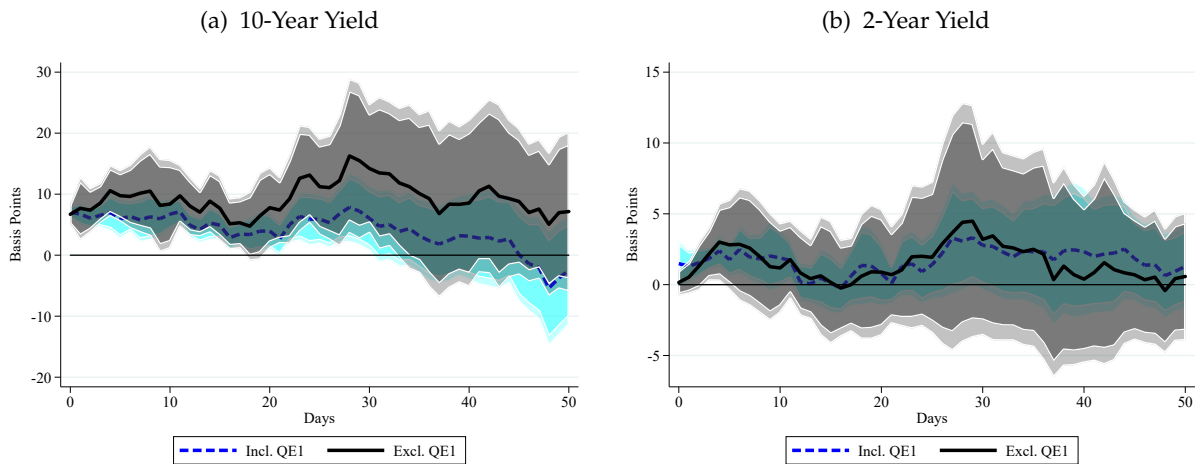 (a) 10-Year Yield
30
20
10
0
-10
-20
Basis Points
0 10 20 30 40 50
Days
Incl. QE1 Excl. QE1
(b) 2-Year Yield
15
10
5
0
-5
Basis Points
0 10 20 30 40 50
Days
Incl. QE1 Excl. QE1